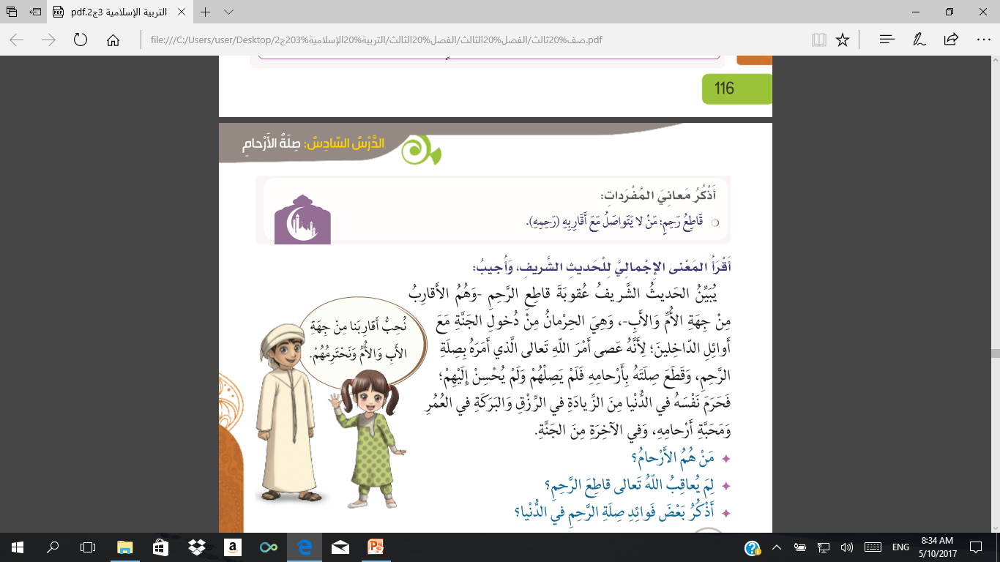 التربية الإسلامية 3ج2.pdf
file:///C:/Users/user/Desktop/صف%20ثالث/الفصل%20الثالث/الفصل%20الثالث/التربية%20الإسلامية%203ج2.pdf
116
الدَّرْسُ السّادِسُ: صِلَةُ الأَرْحامِ
أَذْكُرُ مَعانِيَ المُفْرَداتِ:
قَاطِعُ رَحِمٍ: مَنْ لا يَتَواصَلُ مَعَ أَقَارِبِهِ (رَحِمِهِ).
أَقْرَأُ المَعْنى الإِجْمالِيَّ لِلْحَديثِ الشَّريفِ، وَأُجيبُ:
يُبَيِّنُ الحَديثُ الشَّريفُ عُقوبَةَ قاطِعِ الرَّحِمِ -وَهُمُ الأَقارِبُ
مِنْ جِهَةِ الأُمِّ وَالأَبِ-، وَهِيَ الحِرْمانُ مِنْ دُخولِ الجَنَّةِ مَعَ
أَوائِلِ الدّاخِلينَ؛ لِأَنَّهُ عَصى أَمْرَ اللّهِ تَعالى الَّذي أَمَرَهُ بِصِلَةِ
الرَّحِمِ، وَقَطَعَ صِلَتَهُ بِأَرْحامِهِ فَلَمْ يَصِلْهُمْ وَلَمْ يُحْسِنْ إِلَيْهِمْ؛
فَحَرَمَ نَفْسَهُ في الدُّنْيا مِنَ الزِّيادَةِ في الرِّزْقِ وَالبَرَكَةِ في العُمُرِ
وَمَحَبَّةِ أَرْحامِهِ، وَفي الآخِرَةِ مِنَ الجَنَّةِ.
نُحِبُّ أَقارِبَنا مِنْ جِهَةِ
الأَبِ وَالأُمِّ وَنَحْتَرِمُهُمْ.
مَنْ هُمُ الأَرْحامُ؟
لِمَ يُعاقِبُ اللّهُ تَعالى قاطِعَ الرَّحِمِ؟
أَذْكُرُ بَعْضَ فَوائِدِ صِلَةِ الرَّحِمِ في الدُّنْيا؟
ENG
8:34 AM
5/10/2017